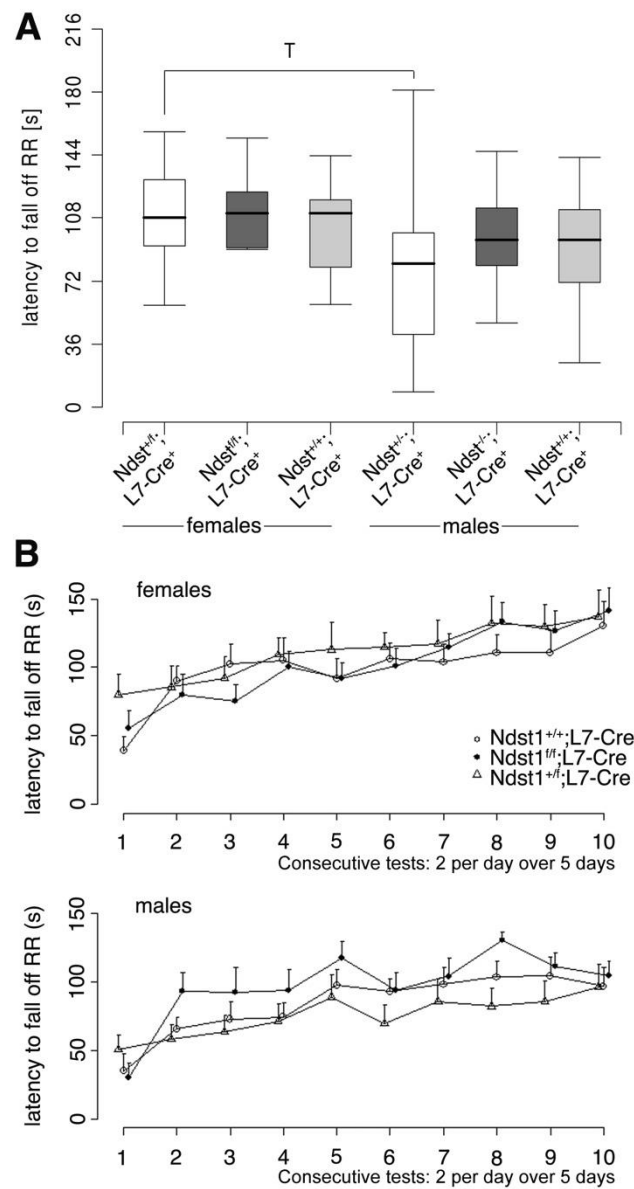 A
latency to fall off RR [s]
216
180
144
108
72
36
0
T
Ndst+/f;
L7-Cre+
Ndstf/f;
L7-Cre+
Ndst+/+;
L7-Cre+
Ndst+/-;
L7-Cre+
Ndst-/-;
L7-Cre+
Ndst+/+;
L7-Cre+
females
males
B
females
latency to fall off RR (s)
150
100
50
0
Ndst1+/+;L7-Cre
Ndst1f/f;L7-Cre
Ndst1+/f;L7-Cre
1 2 3 4 5 6 7 8 9 10
Consecutive tests: 2 per day over 5 days
males
latency to fall off RR (s)
150
100
50
0
1 2 3 4 5 6 7 8 9 10
Consecutive tests: 2 per day over 5 days